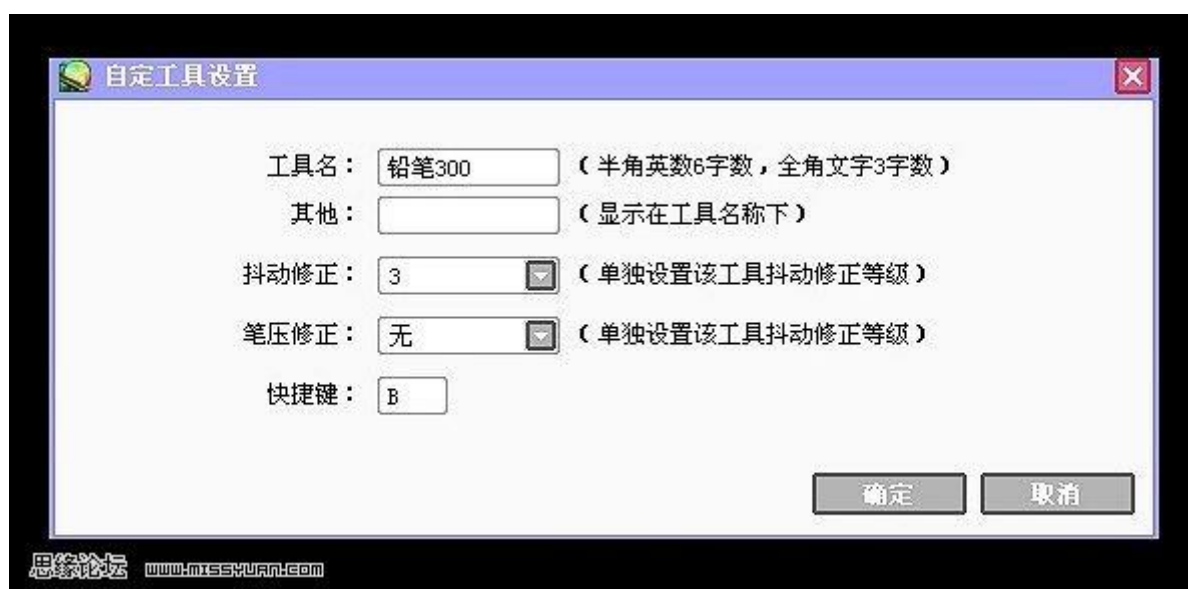 自定工具设置
工具名： 铅笔300 （半角英数6字数，全角文字3字数）
其他： （显示在工具名称下）
抖动修正： 3 （单独设置该工具抖动修正等级）
笔压修正： 无 （单独设置该工具抖动修正等级）
快捷键： B
确定 取消
思缘论坛 www.missyuan.com